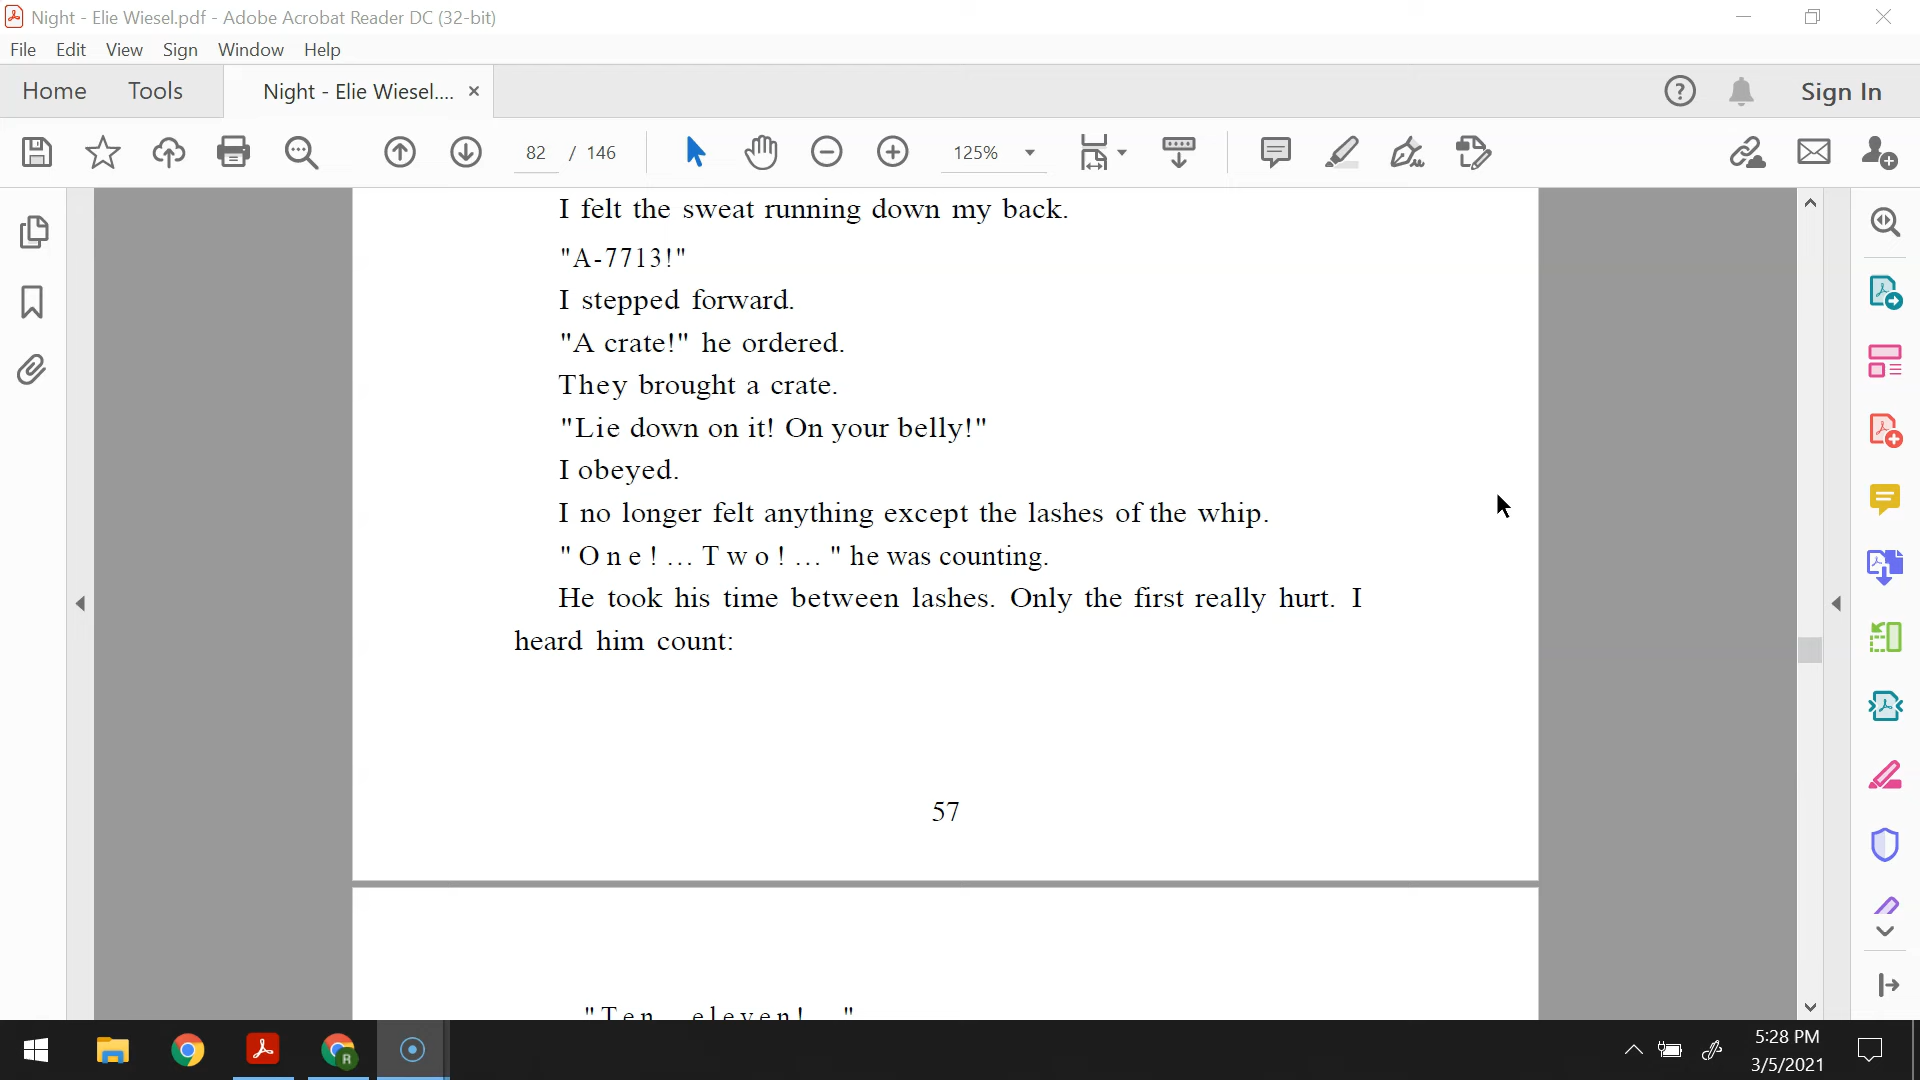 Night - Elie Wiesel.pdf - Adobe Acrobat Reader DC (32-bit)
File Edit View Sign Window Help
Home Tools Night - Elie Wiesel.... × Sign In
82 / 146 125%
I felt the sweat running down my back.
"A-7713!"
I stepped forward.
"A crate!" he ordered.
They brought a crate.
"Lie down on it! On your belly!"
I obeyed.
I no longer felt anything except the lashes of the whip.
"One!...Two!..." he was counting.
He took his time between lashes. Only the first really hurt. I
heard him count:
57
"Ten eleven! "
R
5:28 PM
3/5/2021